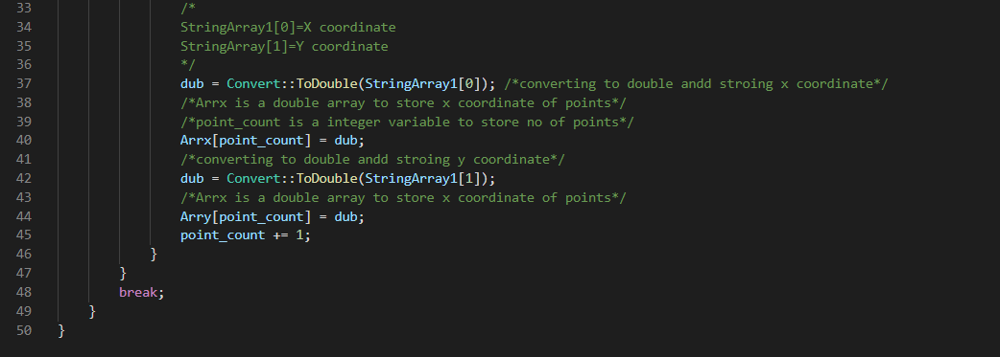 33 /*
34 StringArray1[0]=X coordinate
35 StringArray[1]=Y coordinate
36 */
37 dub = Convert::ToDouble(StringArray1[0]); /*converting to double andd stroing x coordinate*/
38 /*Arrx is a double array to store x coordinate of points*/
39 /*point_count is a integer variable to store no of points*/
40 Arrx[point_count] = dub;
41 /*converting to double andd stroing y coordinate*/
42 dub = Convert::ToDouble(StringArray1[1]);
43 /*Arrx is a double array to store x coordinate of points*/
44 Arry[point_count] = dub;
45 point_count += 1;
46 }
47 }
48 break;
49 }
50 }